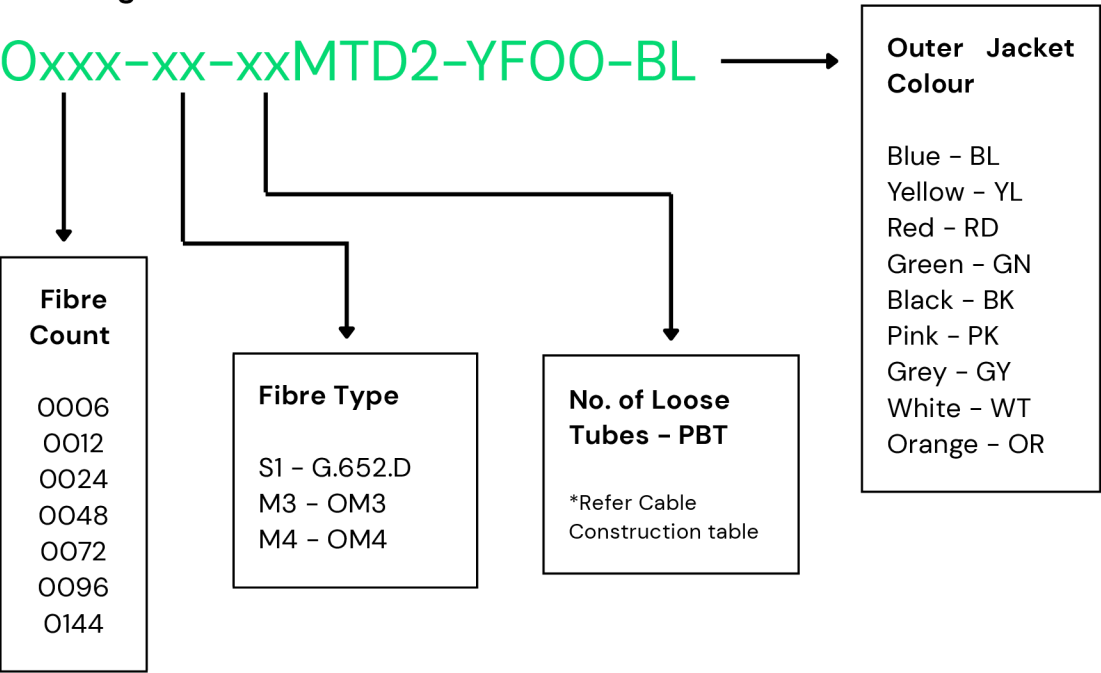 0xxx-xx-xxMTD2-YF00-BL
Outer Jacket
Colour
Blue - BL
Yellow - YL
Red - RD
Green - GN
Black - BK
Pink - PK
Grey - GY
White - WT
Orange - OR
Fibre
Count
0006
0012
0024
0048
0072
0096
0144
Fibre Type
S1 - G.652.D
M3 - OM3
M4 - OM4
No. of Loose
Tubes - PBT
*Refer Cable
Construction table